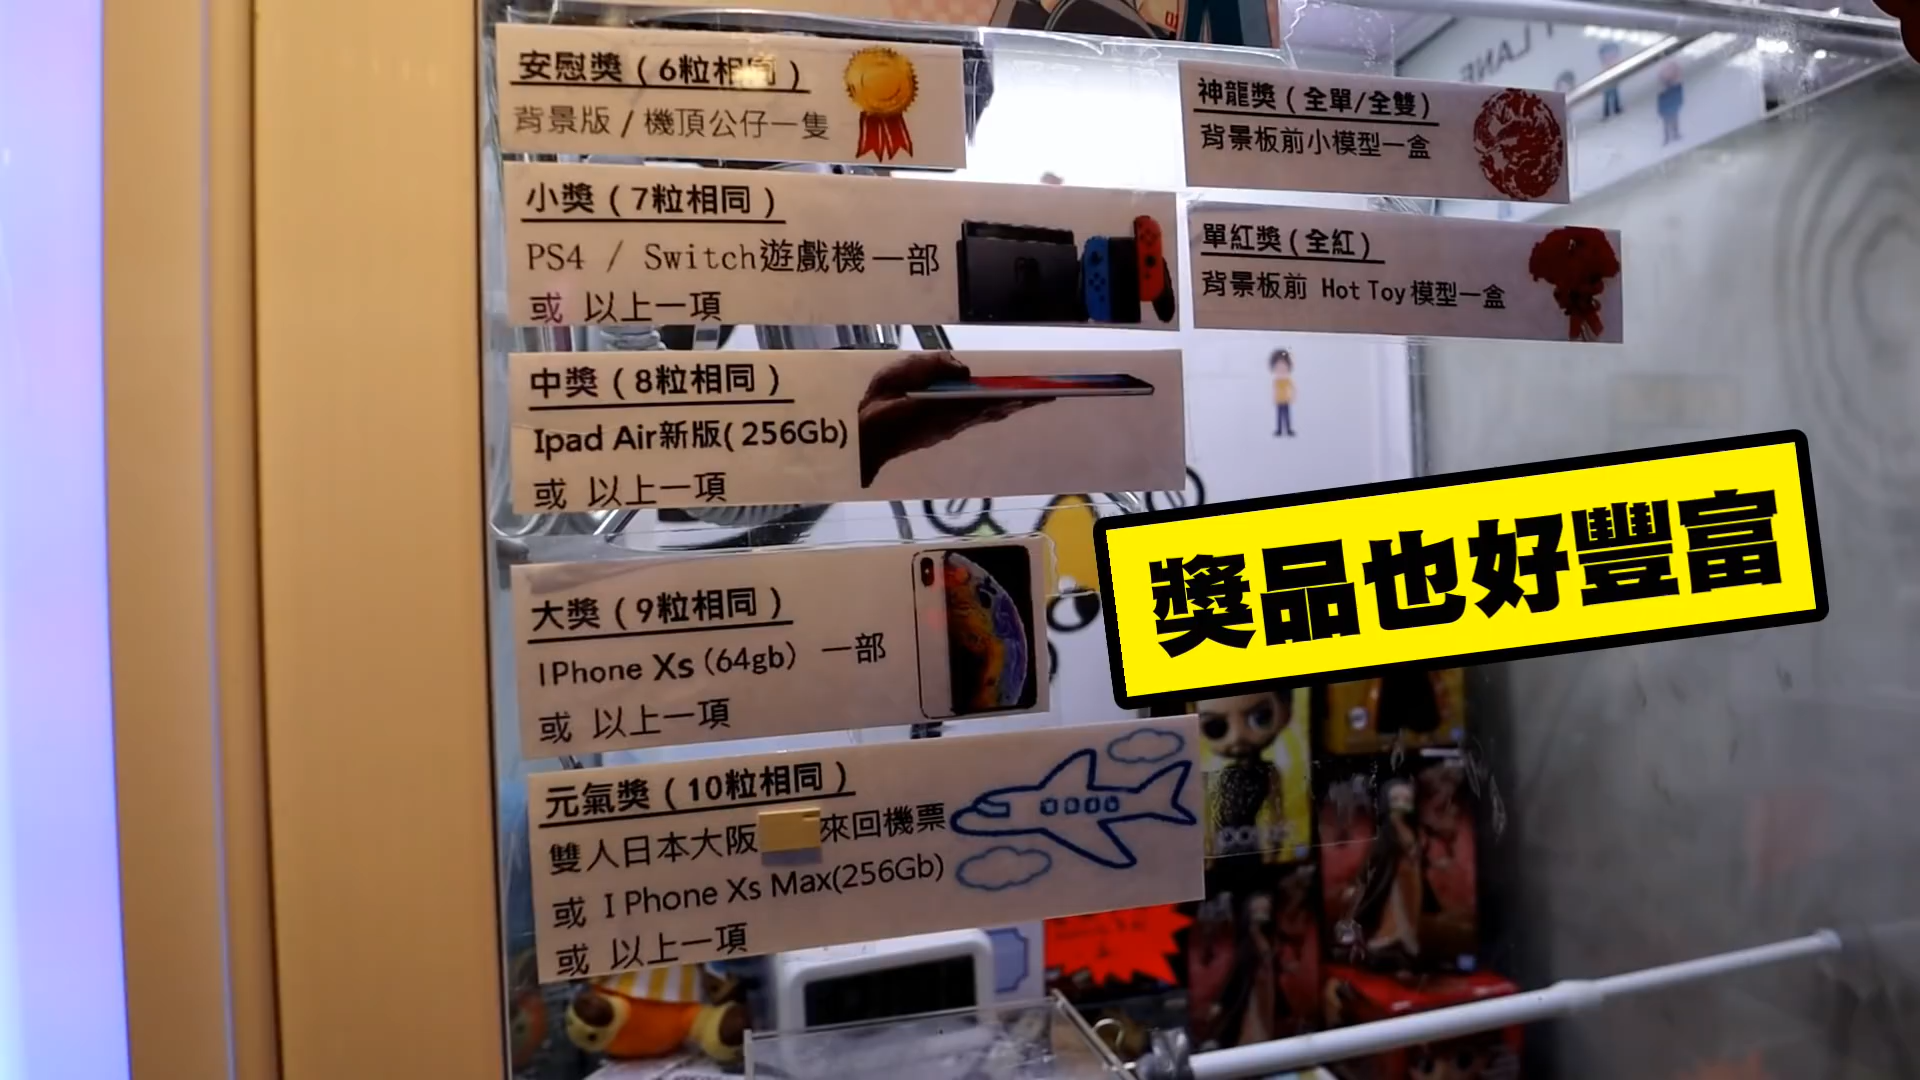 安慰獎（6粒相同）
背景版 / 機頂公仔一隻
小獎（7粒相同）
PS4 / Switch遊戲機一部
或 以上一項
中獎（8粒相同）
Ipad Air新版(256Gb)
或 以上一項
大獎（9粒相同）
IPhone Xs (64gb) 一部
或 以上一項
元氣獎（10粒相同）
雙人日本大阪 來回機票
或 I Phone Xs Max(256Gb)
或 以上一項
神龍獎（全單/全雙）
背景板前小模型一盒
單紅獎（全紅）
背景板前 Hot Toy模型一盒
獎品也好豐富